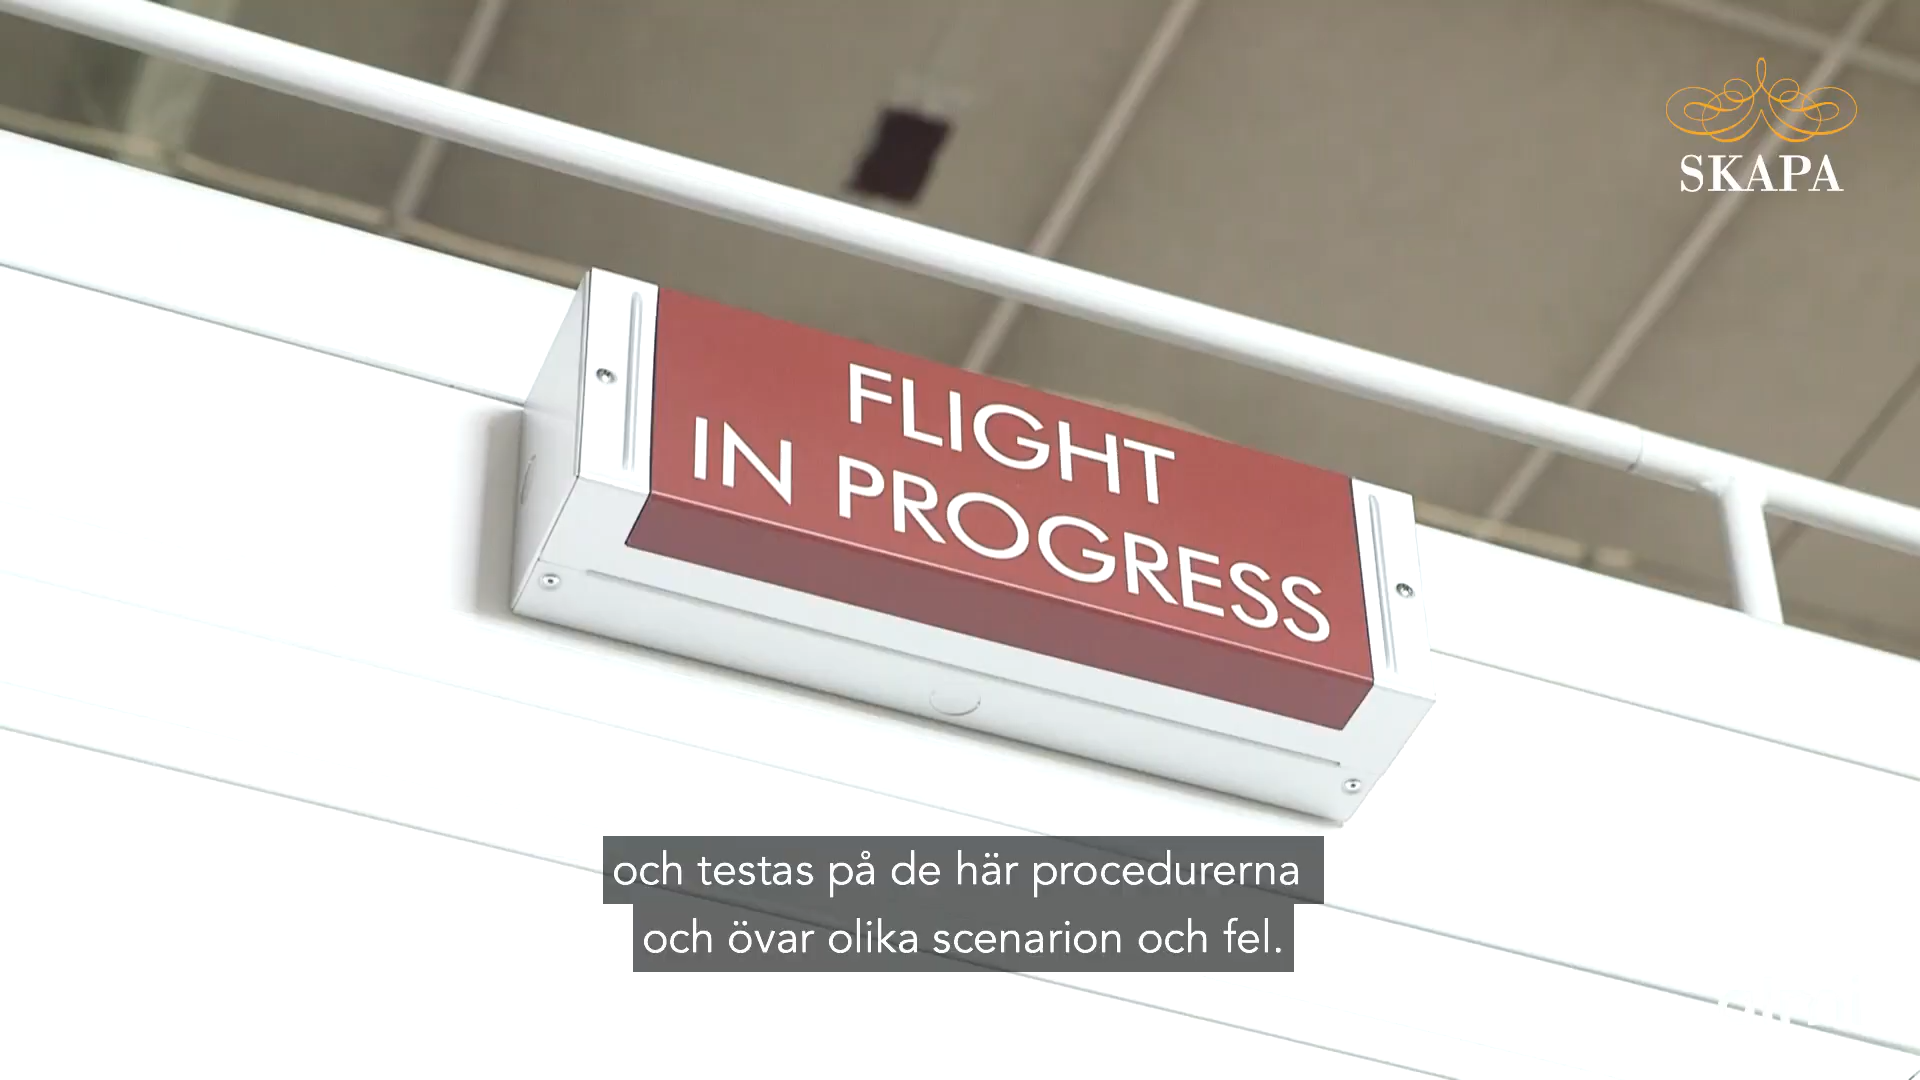 SKAPA
FLIGHT
IN PROGRESS
och testas på de här procedurerna
och övar olika scenarion och fel.